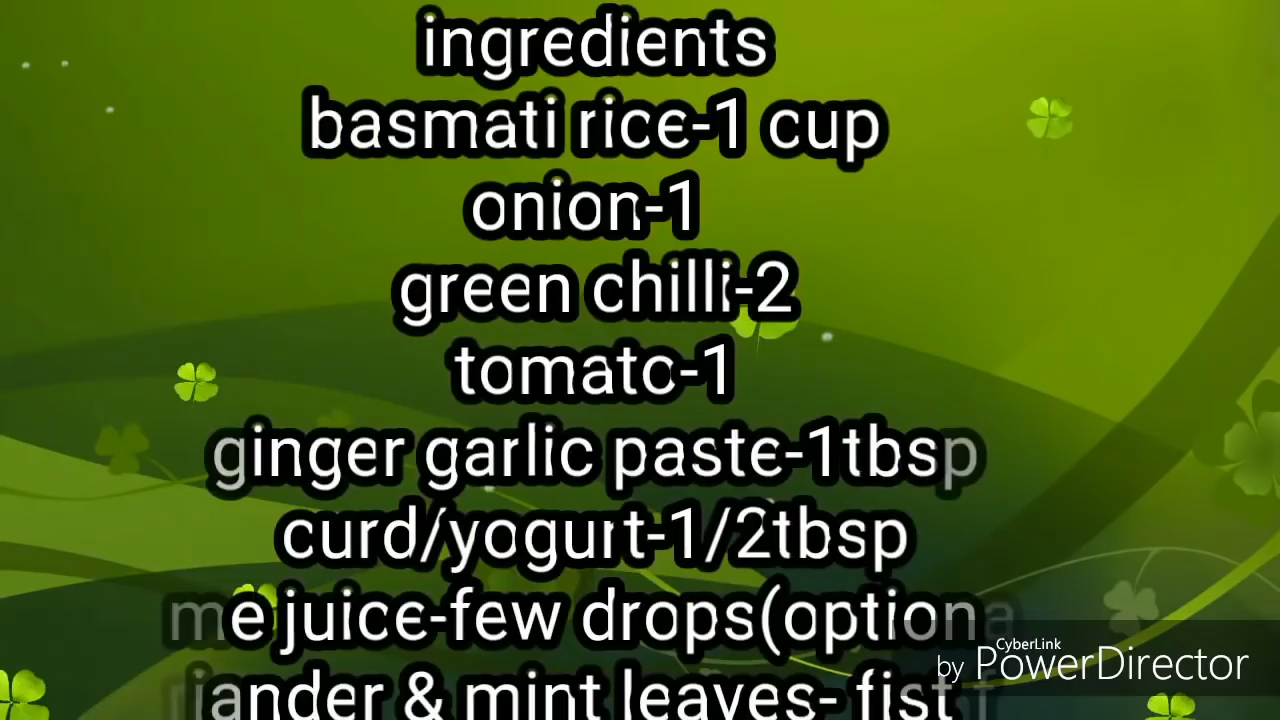 ingredients
basmati rice-1 cup
onion-1
green chilli-2
tomato-1
ginger garlic paste-1tbsp
curd/yogurt-1/2tbsp
me juice-few drops(optiona
iander & mint leaves- fist
CyberLink
by PowerDirector